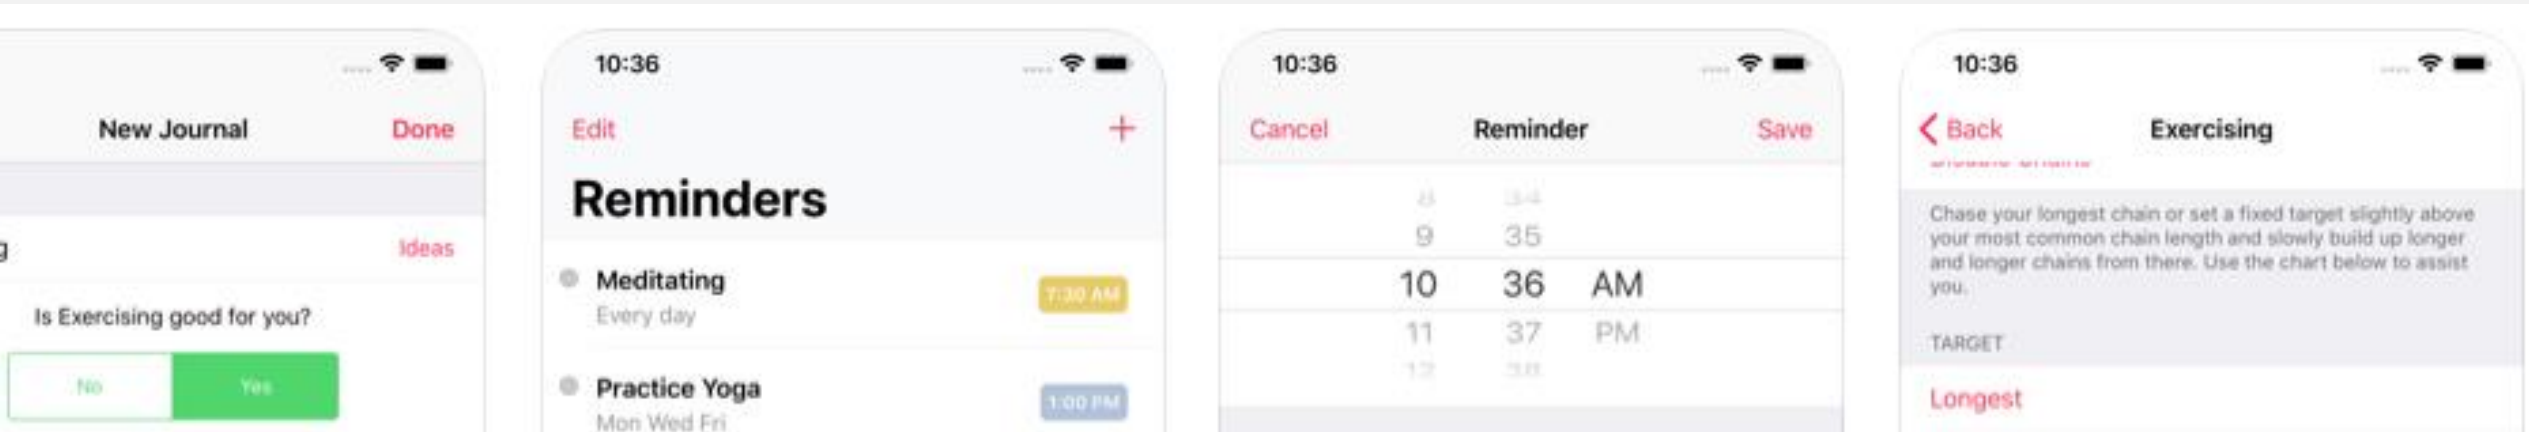 New Journal
Done
Ideas
Is Exercising good for you?
No
Yes
10:36
Edit
+
Reminders
Meditating
7:30 AM
Every day
Practice Yoga
1:00 PM
Mon Wed Fri
10:36
Cancel
Reminder
Save
8 34
9 35
10 36 AM
11 37 PM
12 38
10:36
Back
Exercising
Chase your longest chain or set a fixed target slightly above
your most common chain length and slowly build up longer
and longer chains from there. Use the chart below to assist
you.
TARGET
Longest